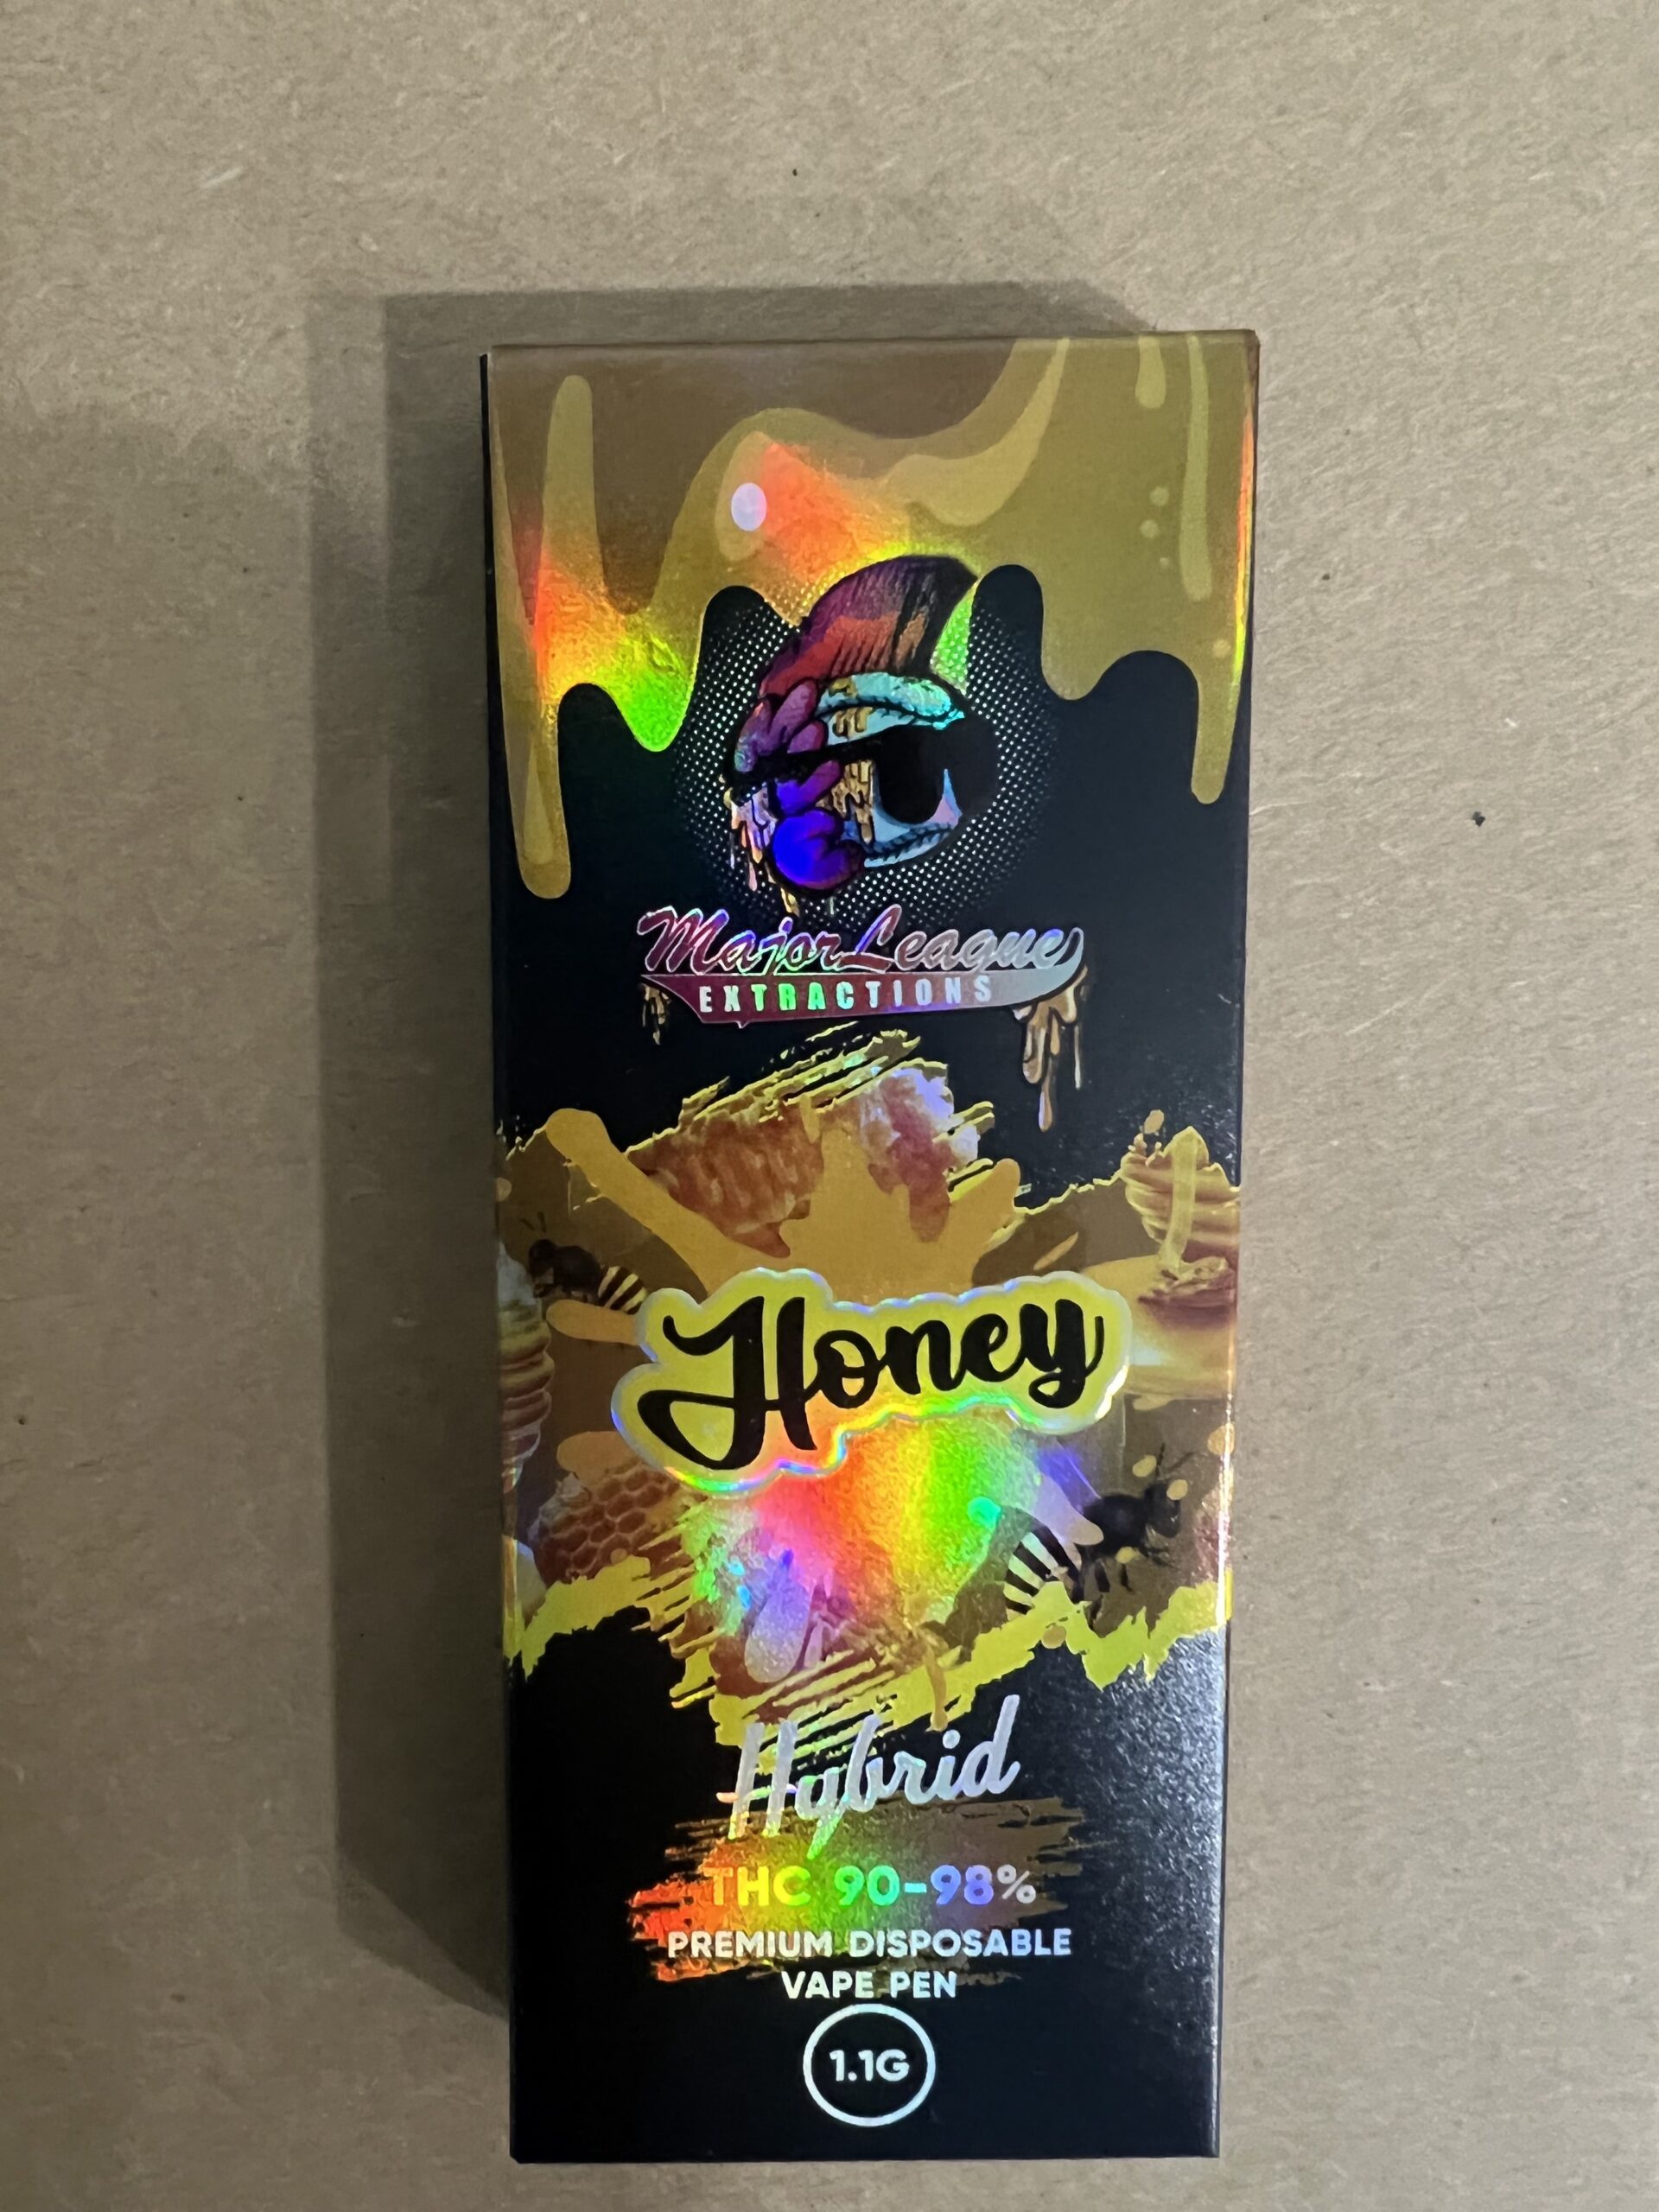 Major League
EXTRACTIONS
Honey
Hybrid
THC 90-98%
PREMIUM DISPOSABLE
VAPE PEN
1.1G